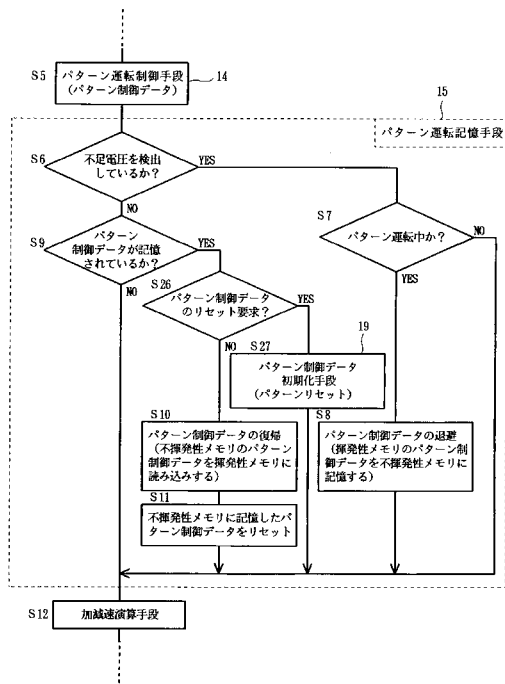 S5
パターン運転制御手段
(パターン制御データ)
14
15
パターン運転記憶手段
S6
不足電圧を検出
しているか?
YES
NO
S7
パターン運転中か?
NO
YES
S9
パターン
制御データが記憶
されているか?
YES
NO
S26
パターン制御データ
のリセット要求?
YES
NO
19
S27
パターン制御データ
初期化手段
(パターンリセット)
S10
パターン制御データの復帰
(不揮発性メモリのパターン
制御データを揮発性メモリに
読み込みする)
S8
パターン制御データの退避
(揮発性メモリのパターン制
御データを不揮発性メモリに
記憶する)
S11
不揮発性メモリに記憶したパ
ターン制御データをリセット
S12
加減速演算手段